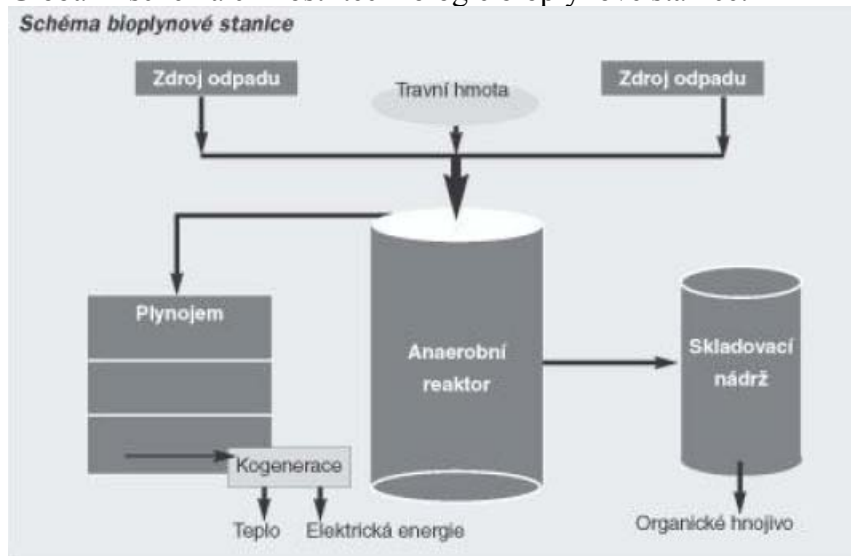 Schéma bioplynové stanice
Zdroj odpadu
Travní hmota
Zdroj odpadu
Plynojem
Anaerobní
reaktor
Skladovací
nádrž
Kogenerace
Teplo
Elektrická energie
Organické hnojivo